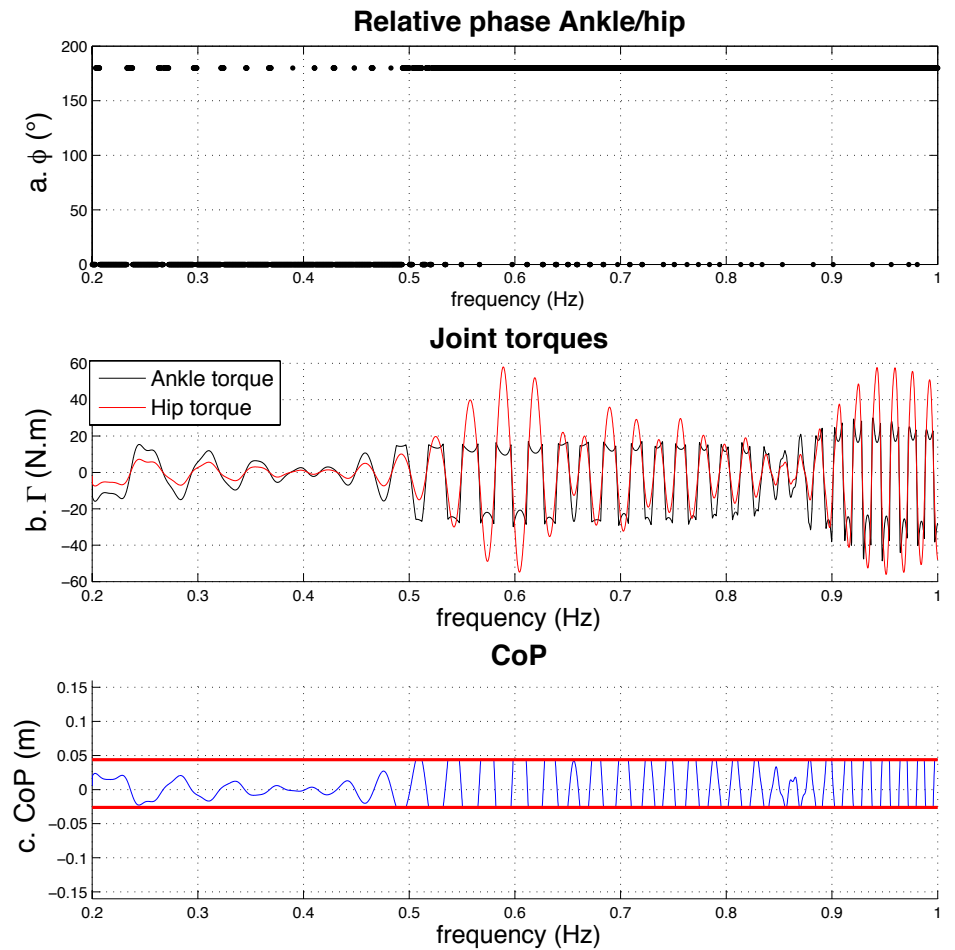 Relative phase Ankle/hip
200
150
100
50
0
a. ϕ (°)
0.2 0.3 0.4 0.5 0.6 0.7 0.8 0.9 1
frequency (Hz)
Joint torques
60
40
20
0
−20
−40
−60
Ankle torque
Hip torque
b. Γ (N.m)
0.2 0.3 0.4 0.5 0.6 0.7 0.8 0.9 1
frequency (Hz)
CoP
0.15
0.1
0.05
0
−0.05
−0.1
−0.15
c. CoP (m)
0.2 0.3 0.4 0.5 0.6 0.7 0.8 0.9 1
frequency (Hz)